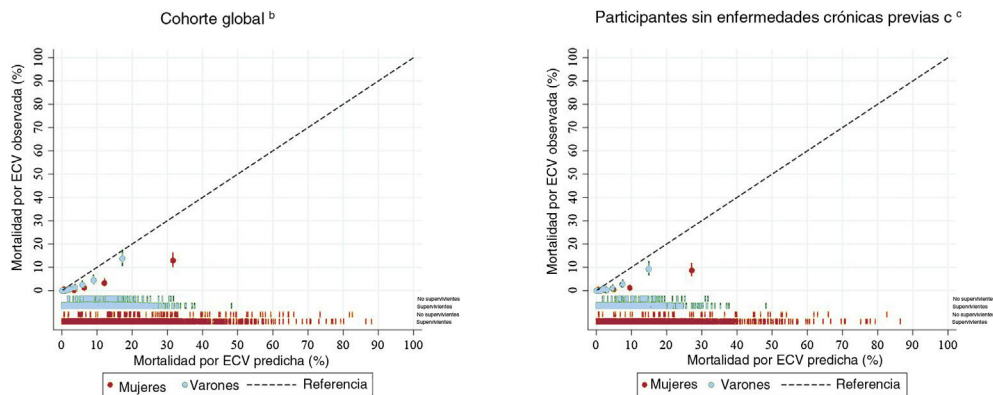 Cohorte global b
Mortalidad por ECV observada (%)
100
90
80
70
60
50
40
30
20
10
0
No supervivientes
Supervivientes
No supervivientes
Supervivientes
0 10 20 30 40 50 60 70 80 90 100
Mortalidad por ECV predicha (%)
Mujeres Varones Referencia
Participantes sin enfermedades crónicas previas c c
Mortalidad por ECV observada (%)
100
90
80
70
60
50
40
30
20
10
0
No supervivientes
Supervivientes
No supervivientes
Supervivientes
0 10 20 30 40 50 60 70 80 90 100
Mortalidad por ECV predicha (%)
Mujeres Varones Referencia